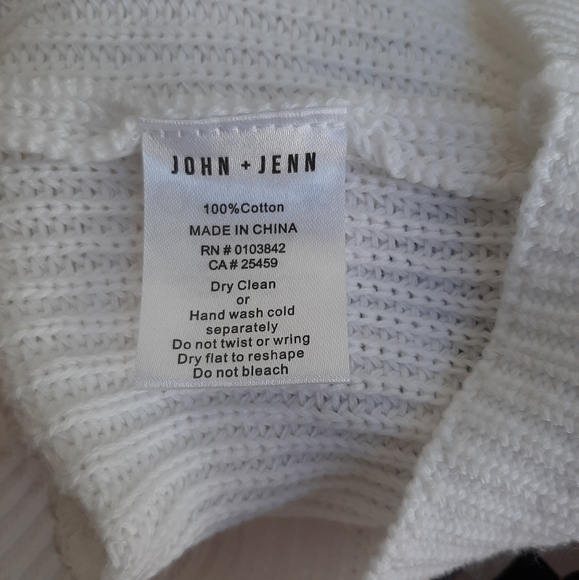 JOHN + JENN
100%Cotton
MADE IN CHINA
RN # 0103842
CA # 25459
Dry Clean
or
Hand wash cold
separately
Do not twist or wring
Dry flat to reshape
Do not bleach